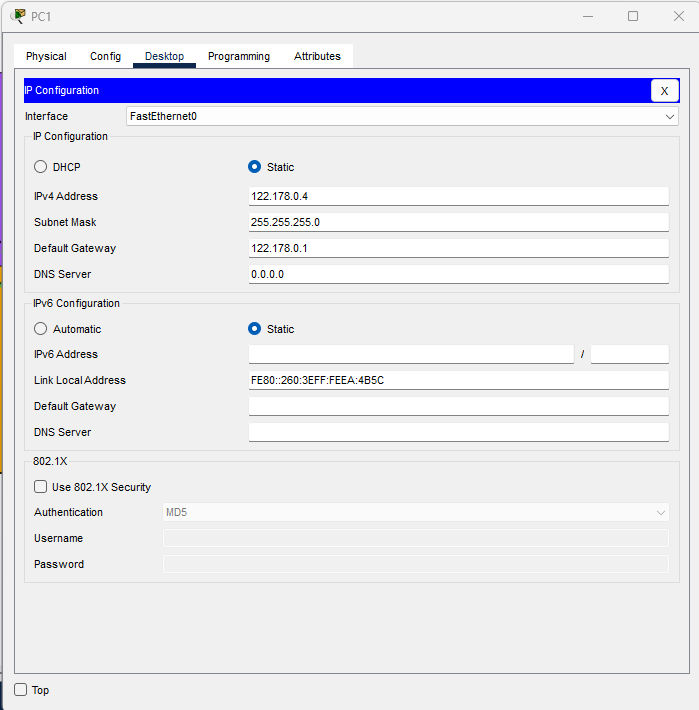 PC1
Physical Config Desktop Programming Attributes
IP Configuration X
Interface FastEthernet0
IP Configuration
DHCP Static
IPv4 Address 122.178.0.4
Subnet Mask 255.255.255.0
Default Gateway 122.178.0.1
DNS Server 0.0.0.0
IPv6 Configuration
Automatic Static
IPv6 Address /
Link Local Address FE80::260:3EFF:FEEA:4B5C
Default Gateway
DNS Server
802.1X
Use 802.1X Security
Authentication MD5
Username
Password
Top